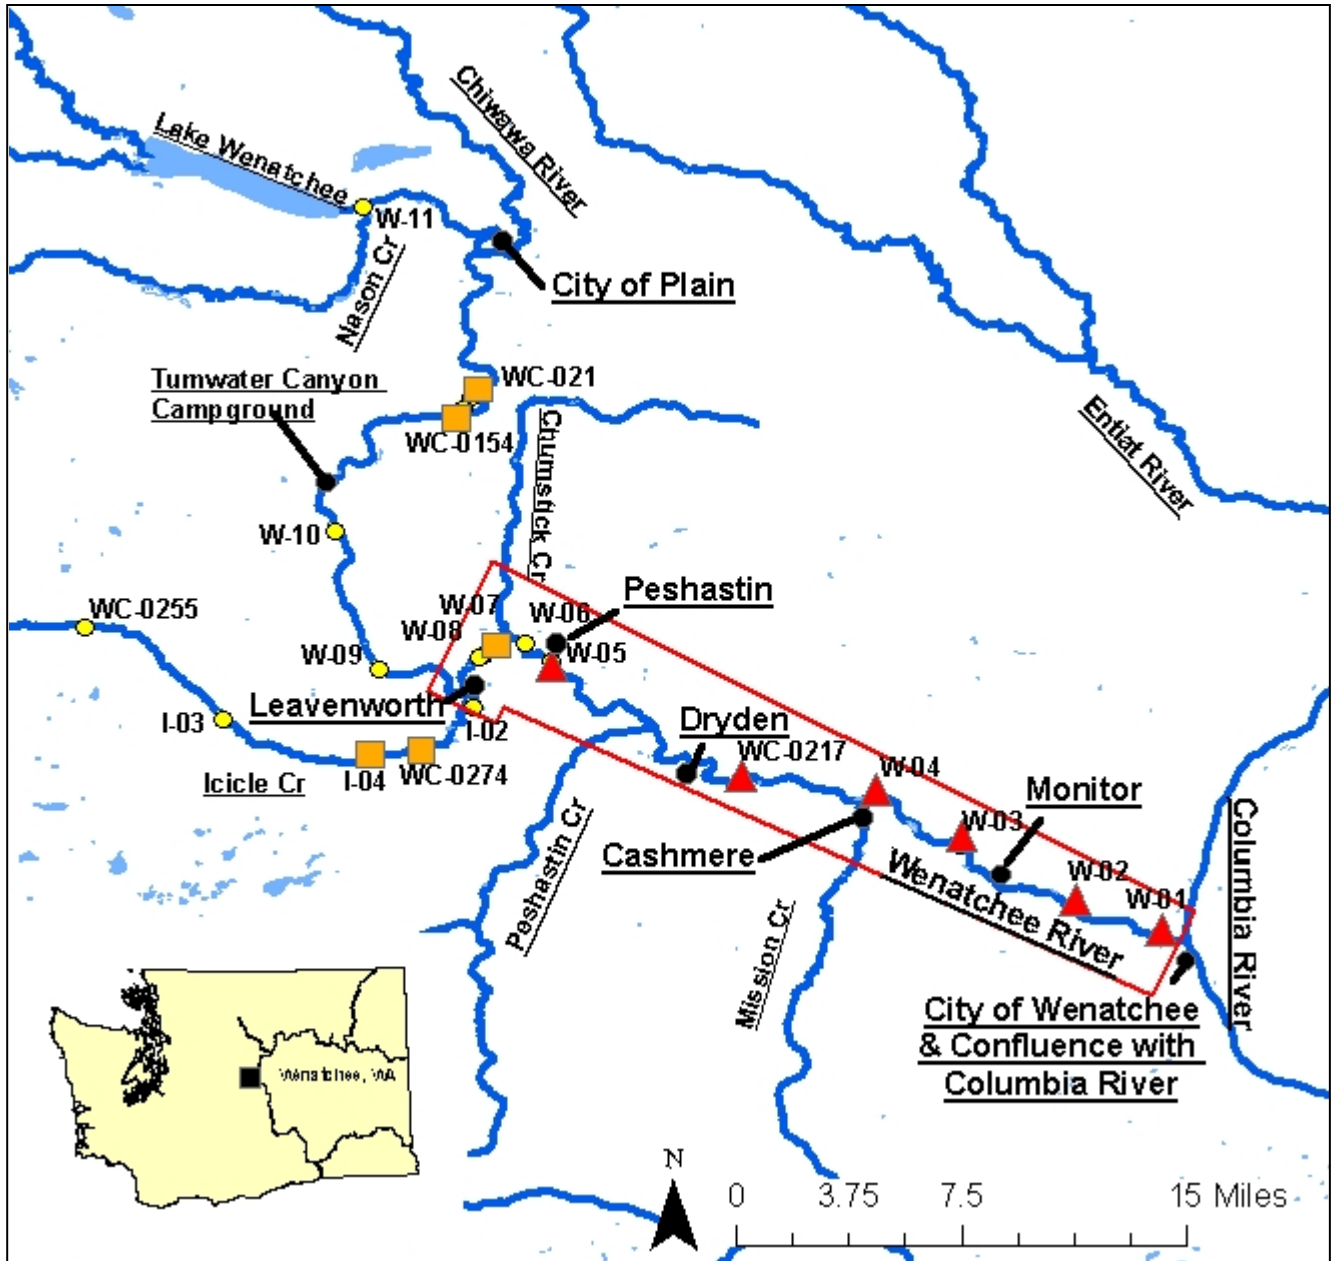 Chiwawa River
Lake Wenatchee
W-11
Nason Cr
City of Plain
Tumwater Canyon
Campground
WC-021
WC-0154
Chumstick Cr
Entiat River
W-10
WC-0255
W-07
W-06
Peshastin
W-08
W-05
W-09
Leavenworth
I-03
I-02
Dryden
WC-0217
I-04
WC-0274
Icicle Cr
W-04
Monitor
W-03
Cashmere
Peshastin Cr
Wenatchee River
W-02
W-01
Columbia River
Mission Cr
City of Wenatchee
& Confluence with
Columbia River
Wenatchee, WA
N
0 3.75 7.5 15 Miles